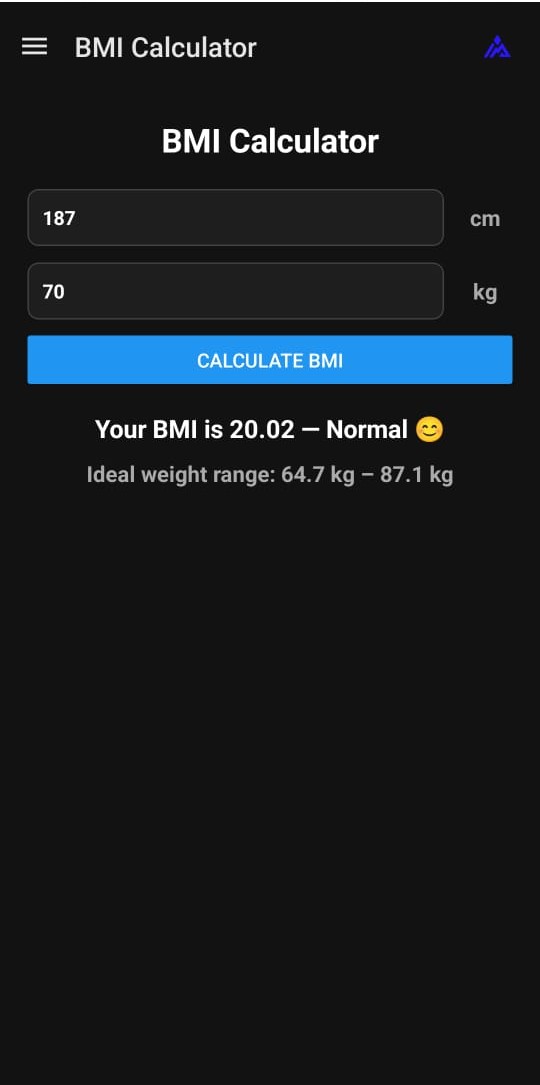 BMI Calculator
BMI Calculator
187 cm
70 kg
CALCULATE BMI
Your BMI is 20.02 — Normal 😊
Ideal weight range: 64.7 kg – 87.1 kg